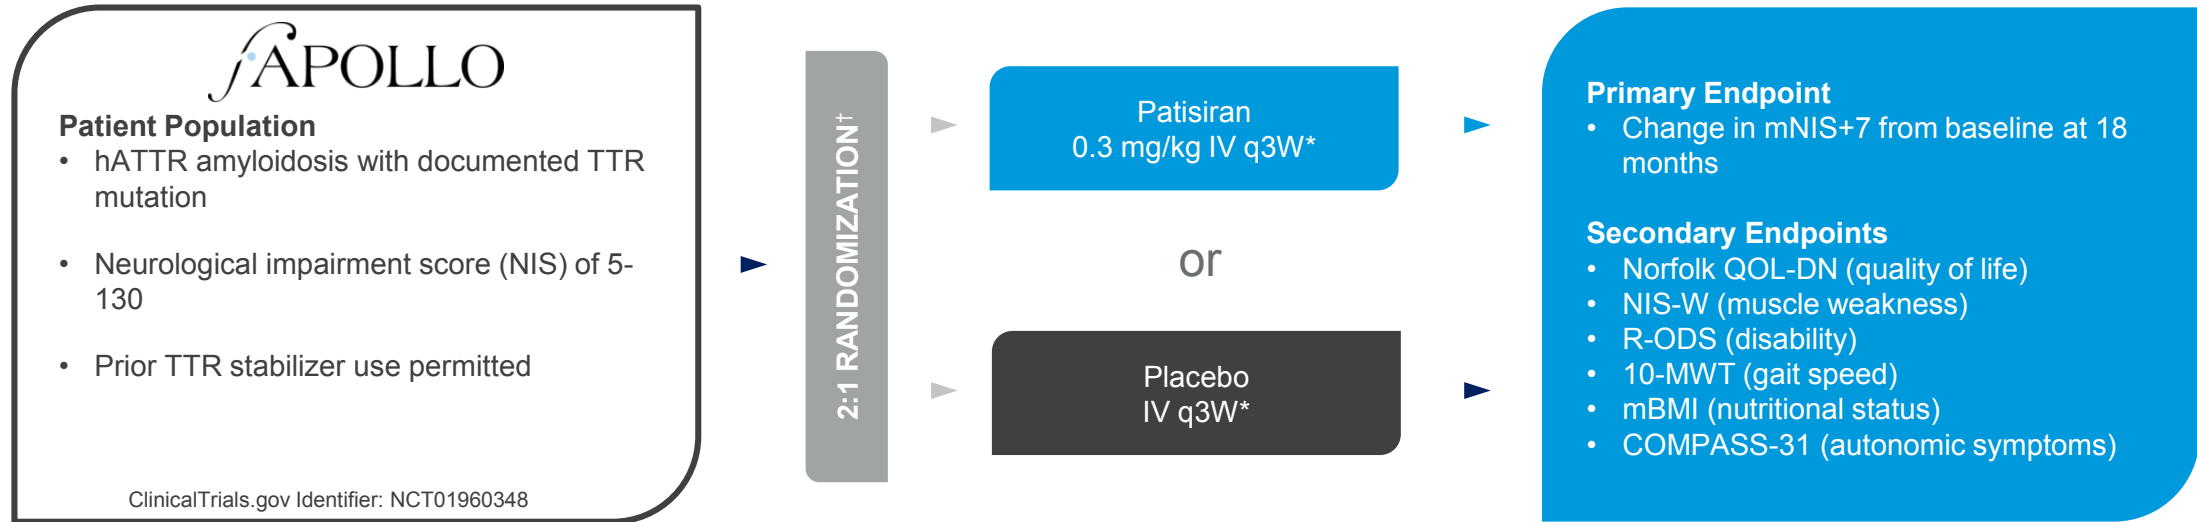 APOLLO
Patient Population
• hATTR amyloidosis with documented TTR
mutation
• Neurological impairment score (NIS) of 5-
130
• Prior TTR stabilizer use permitted
ClinicalTrials.gov Identifier: NCT01960348
2:1 RANDOMIZATION†
Patisiran
0.3 mg/kg IV q3W*
or
Placebo
IV q3W*
Primary Endpoint
• Change in mNIS+7 from baseline at 18
months
Secondary Endpoints
• Norfolk QOL-DN (quality of life)
• NIS-W (muscle weakness)
• R-ODS (disability)
• 10-MWT (gait speed)
• mBMI (nutritional status)
• COMPASS-31 (autonomic symptoms)